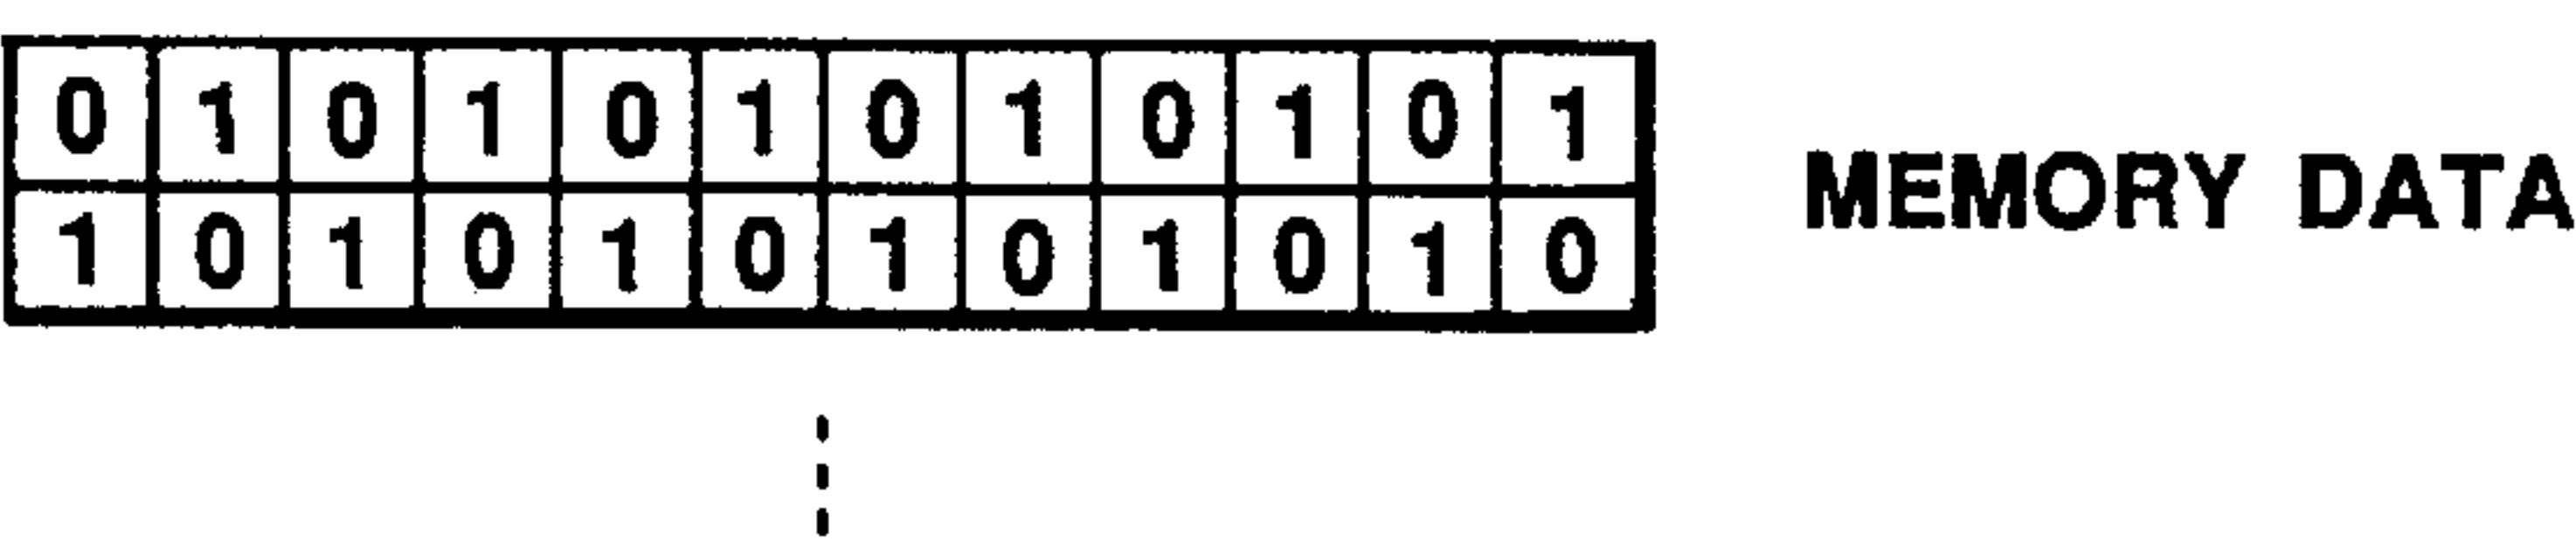 0 1 0 1 0 1 0 1 0 1 0 1
1 0 1 0 1 0 1 0 1 0 1 0
MEMORY DATA